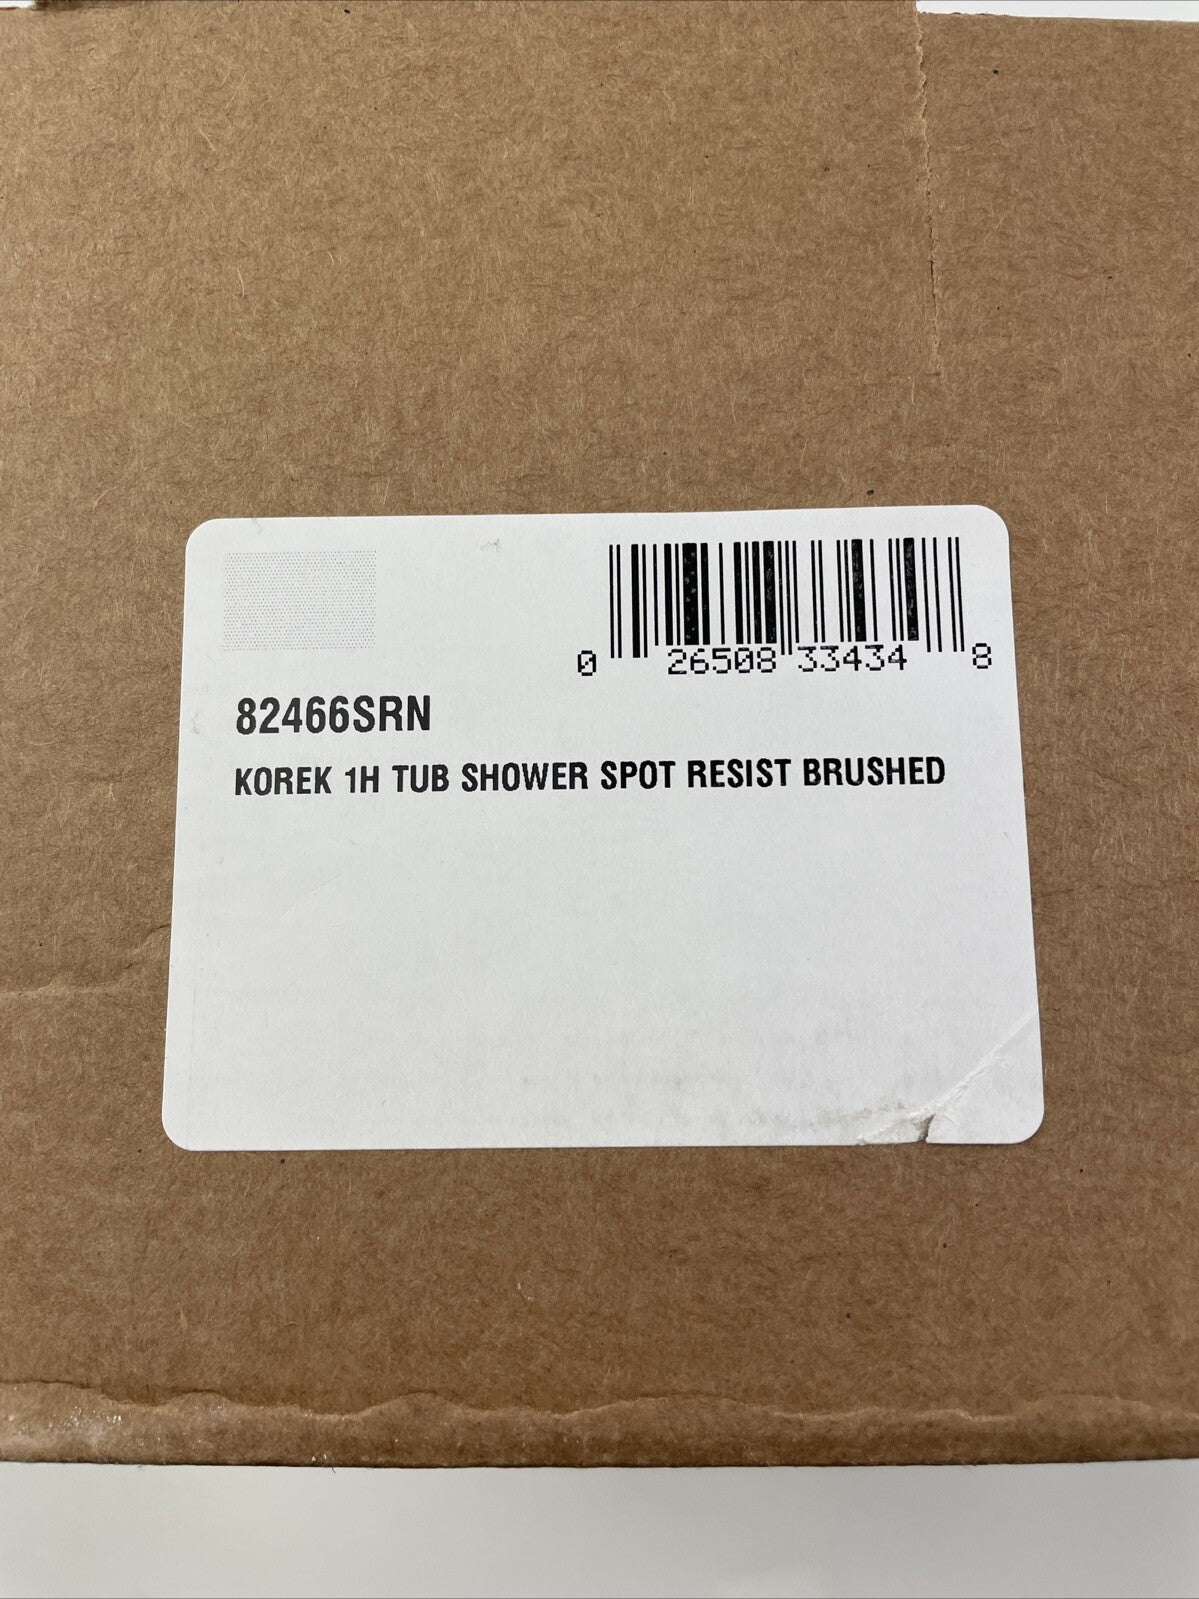 0 26508 33434 8
82466SRN
KOREK 1H TUB SHOWER SPOT RESIST BRUSHED